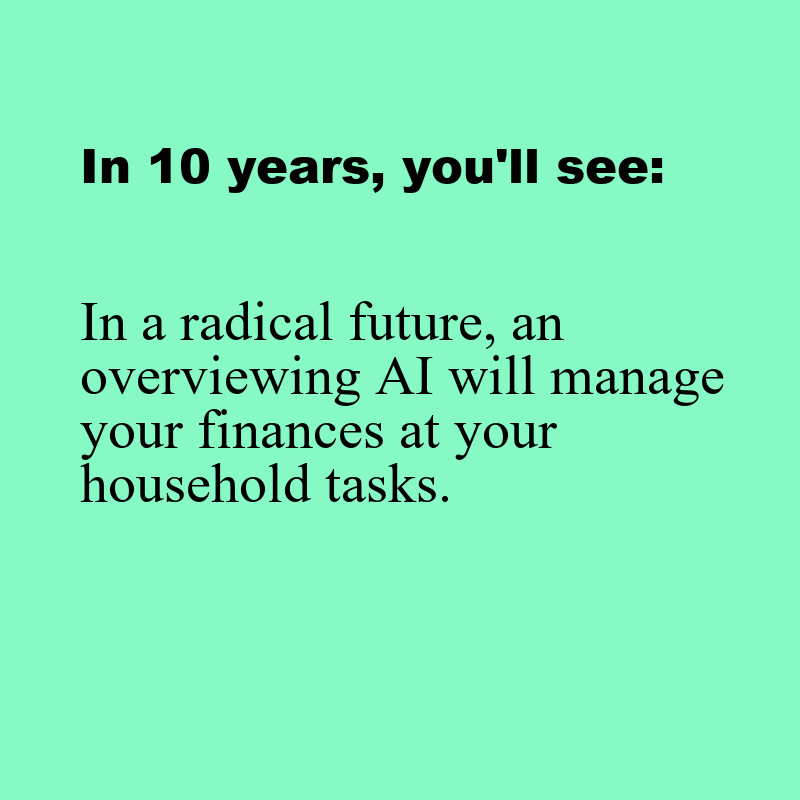 In 10 years, you'll see:
In a radical future, an
overviewing AI will manage
your finances at your
household tasks.